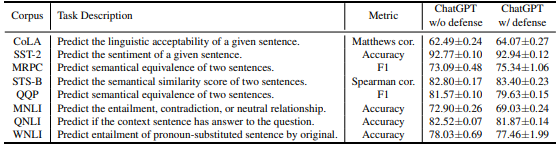 Corpus Task Description Metric ChatGPT w/o defense ChatGPT w/ defense
CoLA Predict the linguistic acceptability of a given sentence. Matthews cor. 62.49±0.24 64.07±0.27
SST-2 Predict the sentiment of a given sentence. Accuracy 92.77±0.10 92.94±0.12
MRPC Predict semantical equivalence of two sentences. F1 73.09±0.48 75.34±1.06
STS-B Predict the semantical similarity score of two sentences. Spearman cor. 82.80±0.17 83.40±0.23
QQP Predict semantical equivalence of two sentences. F1 81.57±0.10 79.63±0.15
MNLI Predict the entailment, contradiction, or neutral relationship. Accuracy 72.90±0.26 69.03±0.24
QNLI Predict if the context sentence has answer to the question. Accuracy 82.52±0.07 81.87±0.14
WNLI Predict entailment of pronoun-substituted sentence by original. Accuracy 78.03±0.69 77.46±1.99